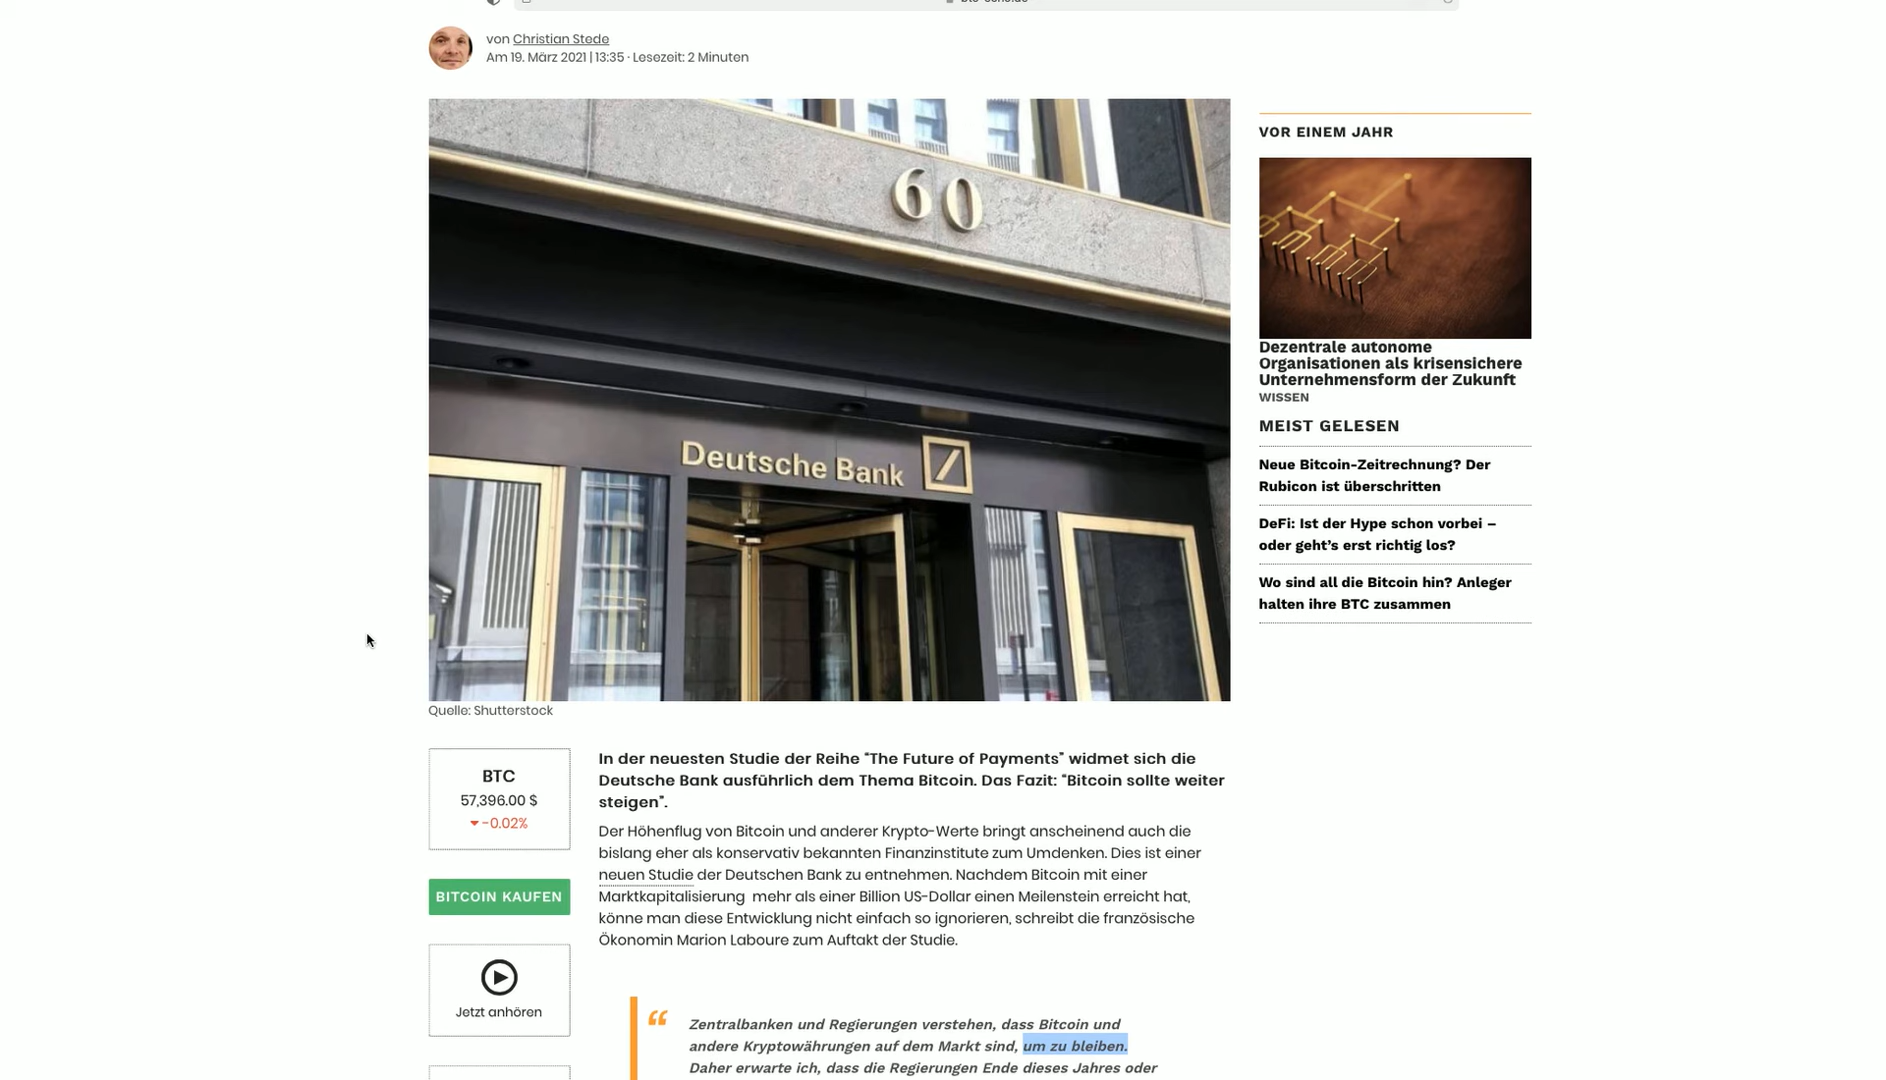 von Christian Stede
Am 19. März 2021 | 13:35 · Lesezeit: 2 Minuten
60
Deutsche Bank
Quelle: Shutterstock
VOR EINEM JAHR
Dezentrale autonome
Organisationen als krisensichere
Unternehmensform der Zukunft
WISSEN
MEIST GELESEN
Neue Bitcoin-Zeitrechnung? Der
Rubicon ist überschritten
DeFi: Ist der Hype schon vorbei –
oder geht’s erst richtig los?
Wo sind all die Bitcoin hin? Anleger
halten ihre BTC zusammen
BTC
57,396.00 $
-0.02%
BITCOIN KAUFEN
Jetzt anhören
In der neuesten Studie der Reihe “The Future of Payments” widmet sich die
Deutsche Bank ausführlich dem Thema Bitcoin. Das Fazit: “Bitcoin sollte weiter
steigen”.
Der Höhenflug von Bitcoin und anderer Krypto-Werte bringt anscheinend auch die
bislang eher als konservativ bekannten Finanzinstitute zum Umdenken. Dies ist einer
neuen Studie der Deutschen Bank zu entnehmen. Nachdem Bitcoin mit einer
Marktkapitalisierung mehr als einer Billion US-Dollar einen Meilenstein erreicht hat,
könne man diese Entwicklung nicht einfach so ignorieren, schreibt die französische
Ökonomin Marion Laboure zum Auftakt der Studie.
“
Zentralbanken und Regierungen verstehen, dass Bitcoin und
andere Kryptowährungen auf dem Markt sind, um zu bleiben.
Daher erwarte ich, dass die Regierungen Ende dieses Jahres oder